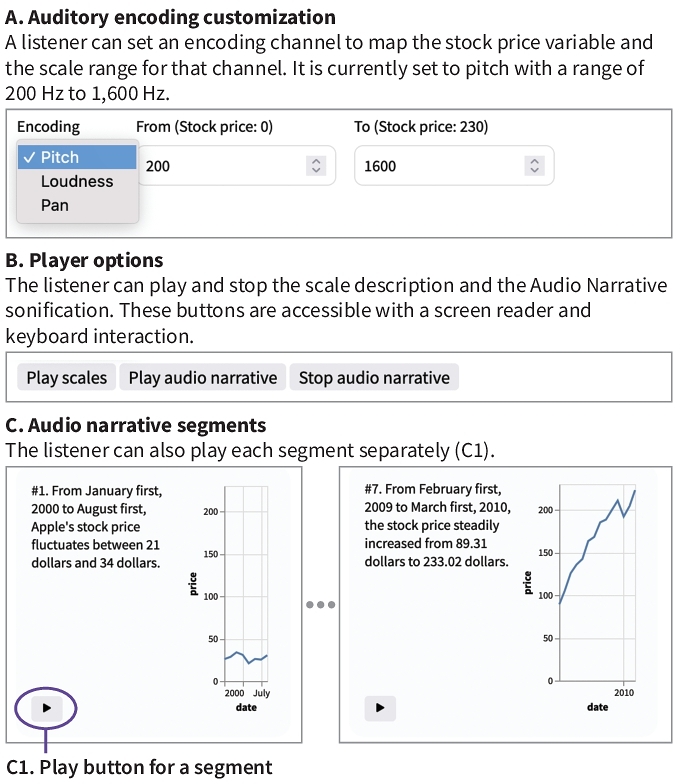 A. Auditory encoding customization
A listener can set an encoding channel to map the stock price variable and
the scale range for that channel. It is currently set to pitch with a range of
200 Hz to 1,600 Hz.
Encoding
From (Stock price: 0)
To (Stock price: 230)
✓ Pitch
Loudness
Pan
200
1600
B. Player options
The listener can play and stop the scale description and the Audio Narrative
sonification. These buttons are accessible with a screen reader and
keyboard interaction.
Play scales
Play audio narrative
Stop audio narrative
C. Audio narrative segments
The listener can also play each segment separately (C1).
#1. From January first,
2000 to August first,
Apple's stock price
fluctuates between 21
dollars and 34 dollars.
200
150
100
50
0
price
2000 July
date
#7. From February first,
2009 to March first, 2010,
the stock price steadily
increased from 89.31
dollars to 233.02 dollars.
200
150
100
50
0
price
2010
date
C1. Play button for a segment